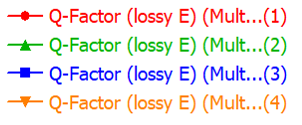 Q-Factor (lossy E) (Mult...(1)
Q-Factor (lossy E) (Mult...(2)
Q-Factor (lossy E) (Mult...(3)
Q-Factor (lossy E) (Mult...(4)